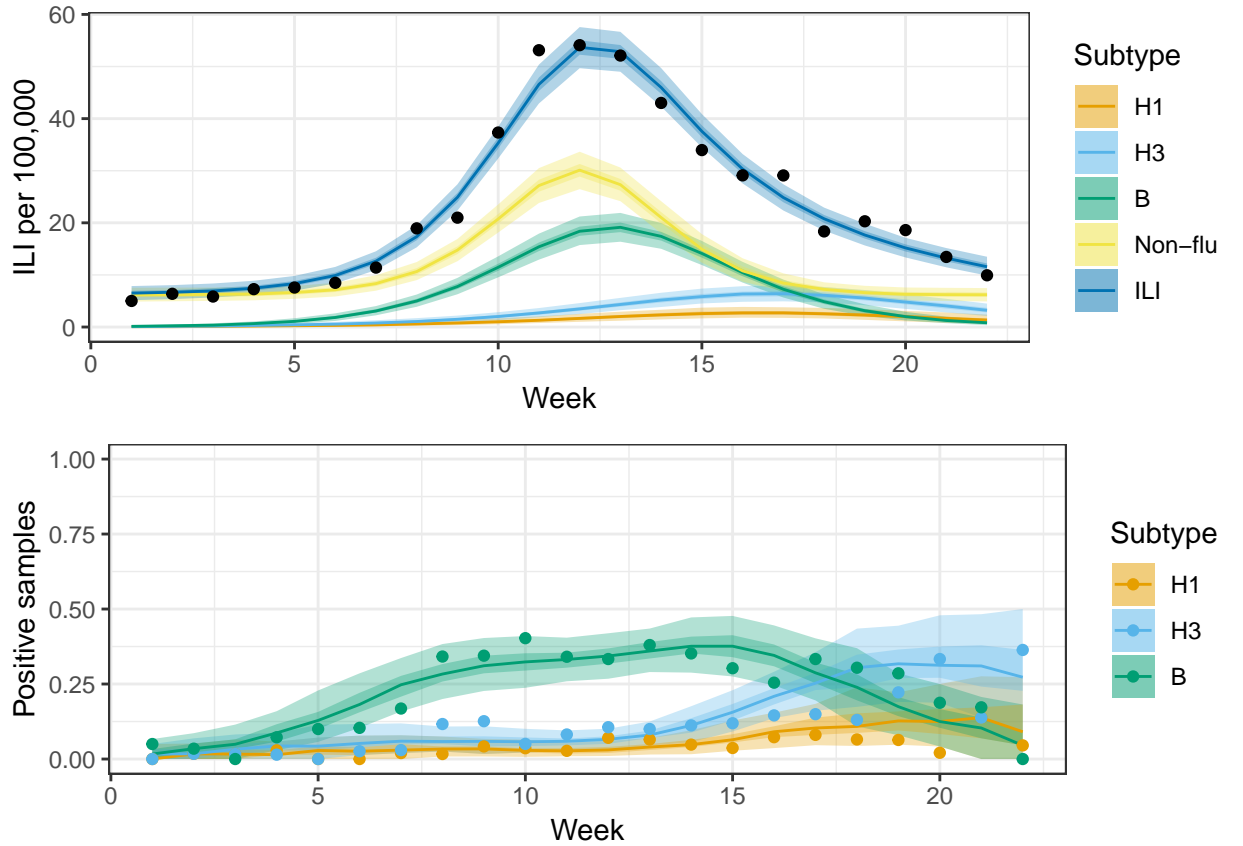 60
40
20
0
ILI per 100,000
0 5 10 15 20
Week
Subtype
H1
H3
B
Non−flu
ILI
1.00
0.75
0.50
0.25
0.00
Positive samples
0 5 10 15 20
Week
Subtype
H1
H3
B